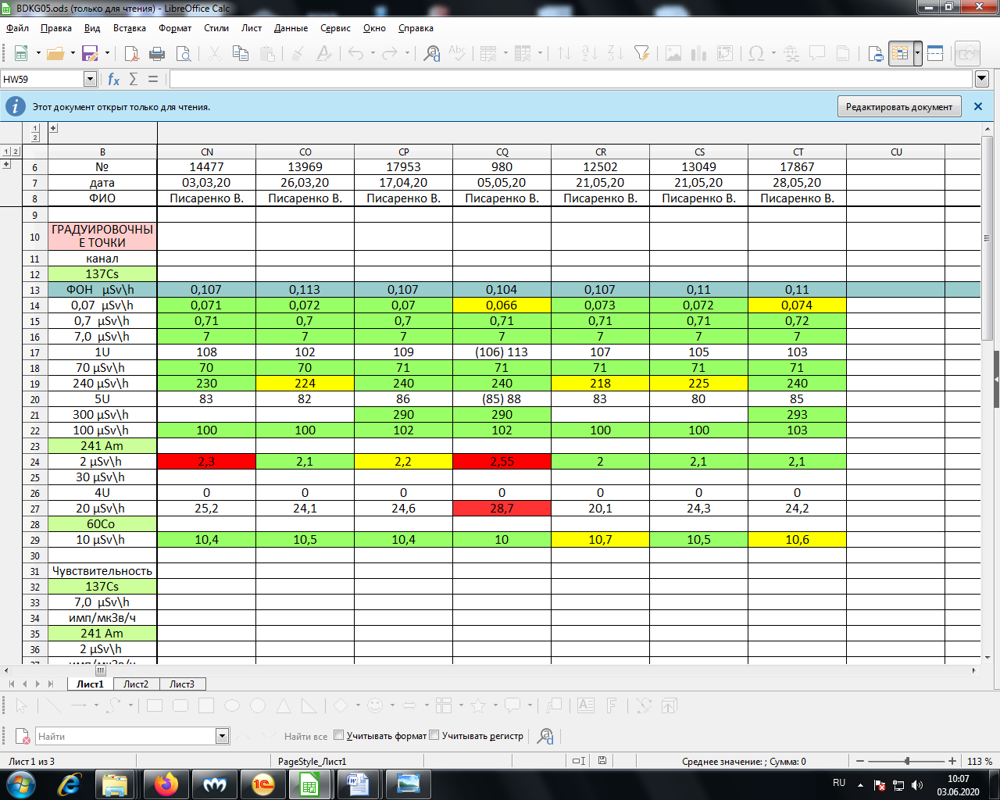 BDKG05.ods (только для чтения) - LibreOffice Calc
Файл Правка Вид Вставка Формат Стили Лист Данные Сервис Окно Справка
HW59
Этот документ открыт только для чтения. Редактировать документ
1
2
1 2 B CN CO CP CQ CR CS CT CU
6 № 14477 13969 17953 980 12502 13049 17867
7 дата 03,03,20 26,03,20 17,04,20 05,05,20 21,05,20 21,05,20 28,05,20
8 ФИО Писаренко В. Писаренко В. Писаренко В. Писаренко В. Писаренко В. Писаренко В. Писаренко В.
9
10 ГРАДУИРОВОЧНЫ
Е ТОЧКИ
11 канал
12 137Cs
13 ФОН µSv\h 0,107 0,113 0,107 0,104 0,107 0,11 0,11
14 0,07 µSv\h 0,071 0,072 0,07 0,066 0,073 0,072 0,074
15 0,7 µSv\h 0,71 0,7 0,7 0,71 0,71 0,71 0,72
16 7,0 µSv\h 7 7 7 7 7 7 7
17 1U 108 102 109 (106) 113 107 105 103
18 70 µSv\h 70 70 71 71 71 71 71
19 240 µSv\h 230 224 240 240 218 225 240
20 5U 83 82 86 (85) 88 83 80 85
21 300 µSv\h 290 290 293
22 100 µSv\h 100 100 102 102 100 100 103
23 241 Am
24 2 µSv\h 2,3 2,1 2,2 2,55 2 2,1 2,1
25 30 µSv\h
26 4U 0 0 0 0 0 0 0
27 20 µSv\h 25,2 24,1 24,6 28,7 20,1 24,3 24,2
28 60Co
29 10 µSv\h 10,4 10,5 10,4 10 10,7 10,5 10,6
30
31 Чувствительность
32 137Cs
33 7,0 µSv\h
34 имп/мкЗв/ч
35 241 Am
36 2 µSv\h
37 имп/мкЗв/ч
Лист1 Лист2 Лист3
Найти Найти все Учитывать формат Учитывать регистр
Лист 1 из 3 PageStyle_Лист1 Среднее значение: ; Сумма: 0 113 %
RU 10:07
03.06.2020